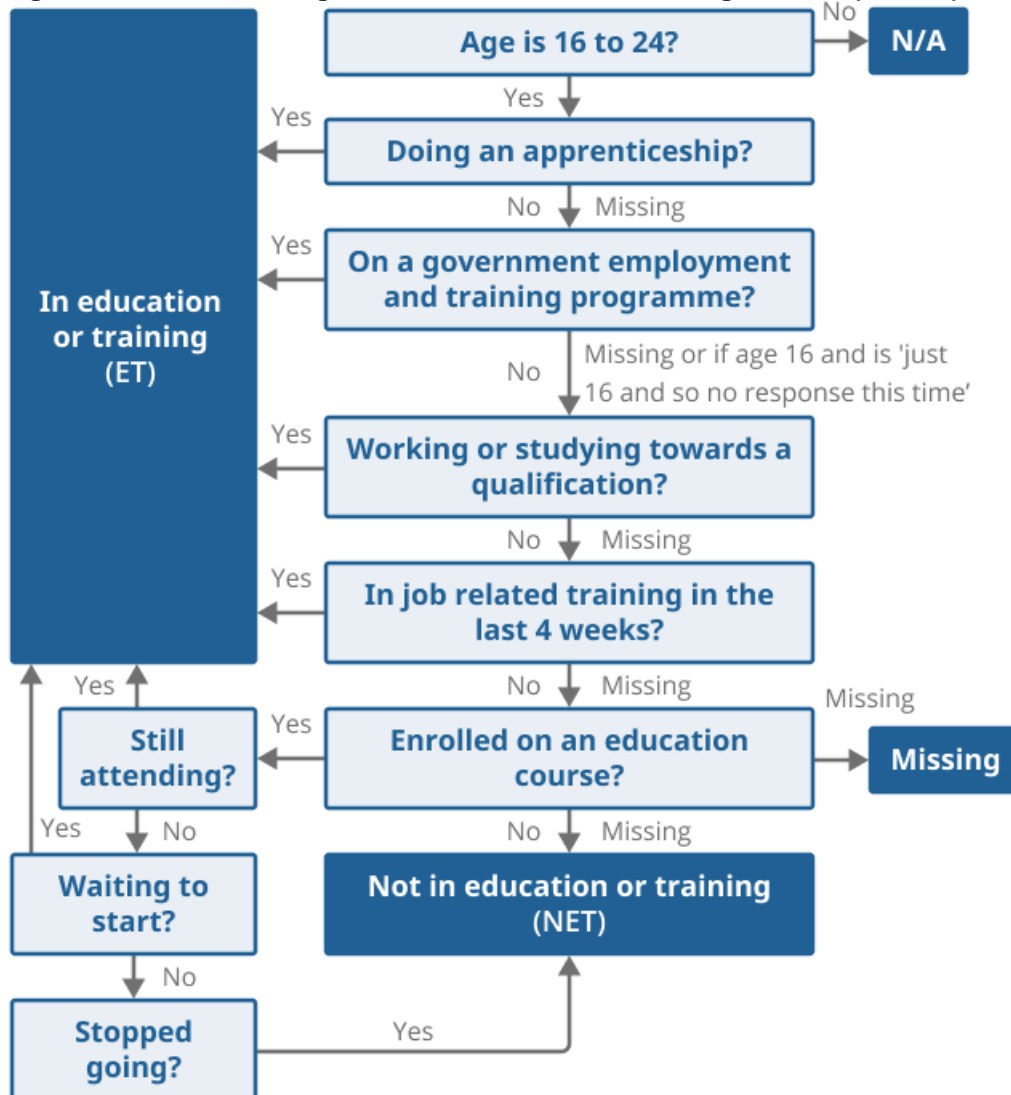 No
Age is 16 to 24?
N/A
Yes
Yes
Doing an apprenticeship?
No
Missing
Yes
On a government employment
and training programme?
In education
or training
(ET)
No
Missing or if age 16 and is 'just
16 and so no response this time’
Yes
Working or studying towards a
qualification?
No
Missing
Yes
In job related training in the
last 4 weeks?
Yes
No
Missing
Missing
Still
attending?
Yes
Enrolled on an education
course?
Missing
Yes
No
No
Missing
Waiting to
start?
Not in education or training
(NET)
No
Stopped
going?
Yes